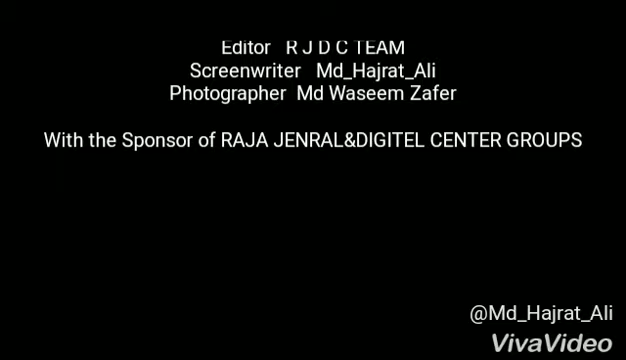 Editor R J D C TEAM
Screenwriter Md_Hajrat_Ali
Photographer Md Waseem Zafer
With the Sponsor of RAJA JENRAL&DIGITEL CENTER GROUPS
@Md_Hajrat_Ali
VivaVideo